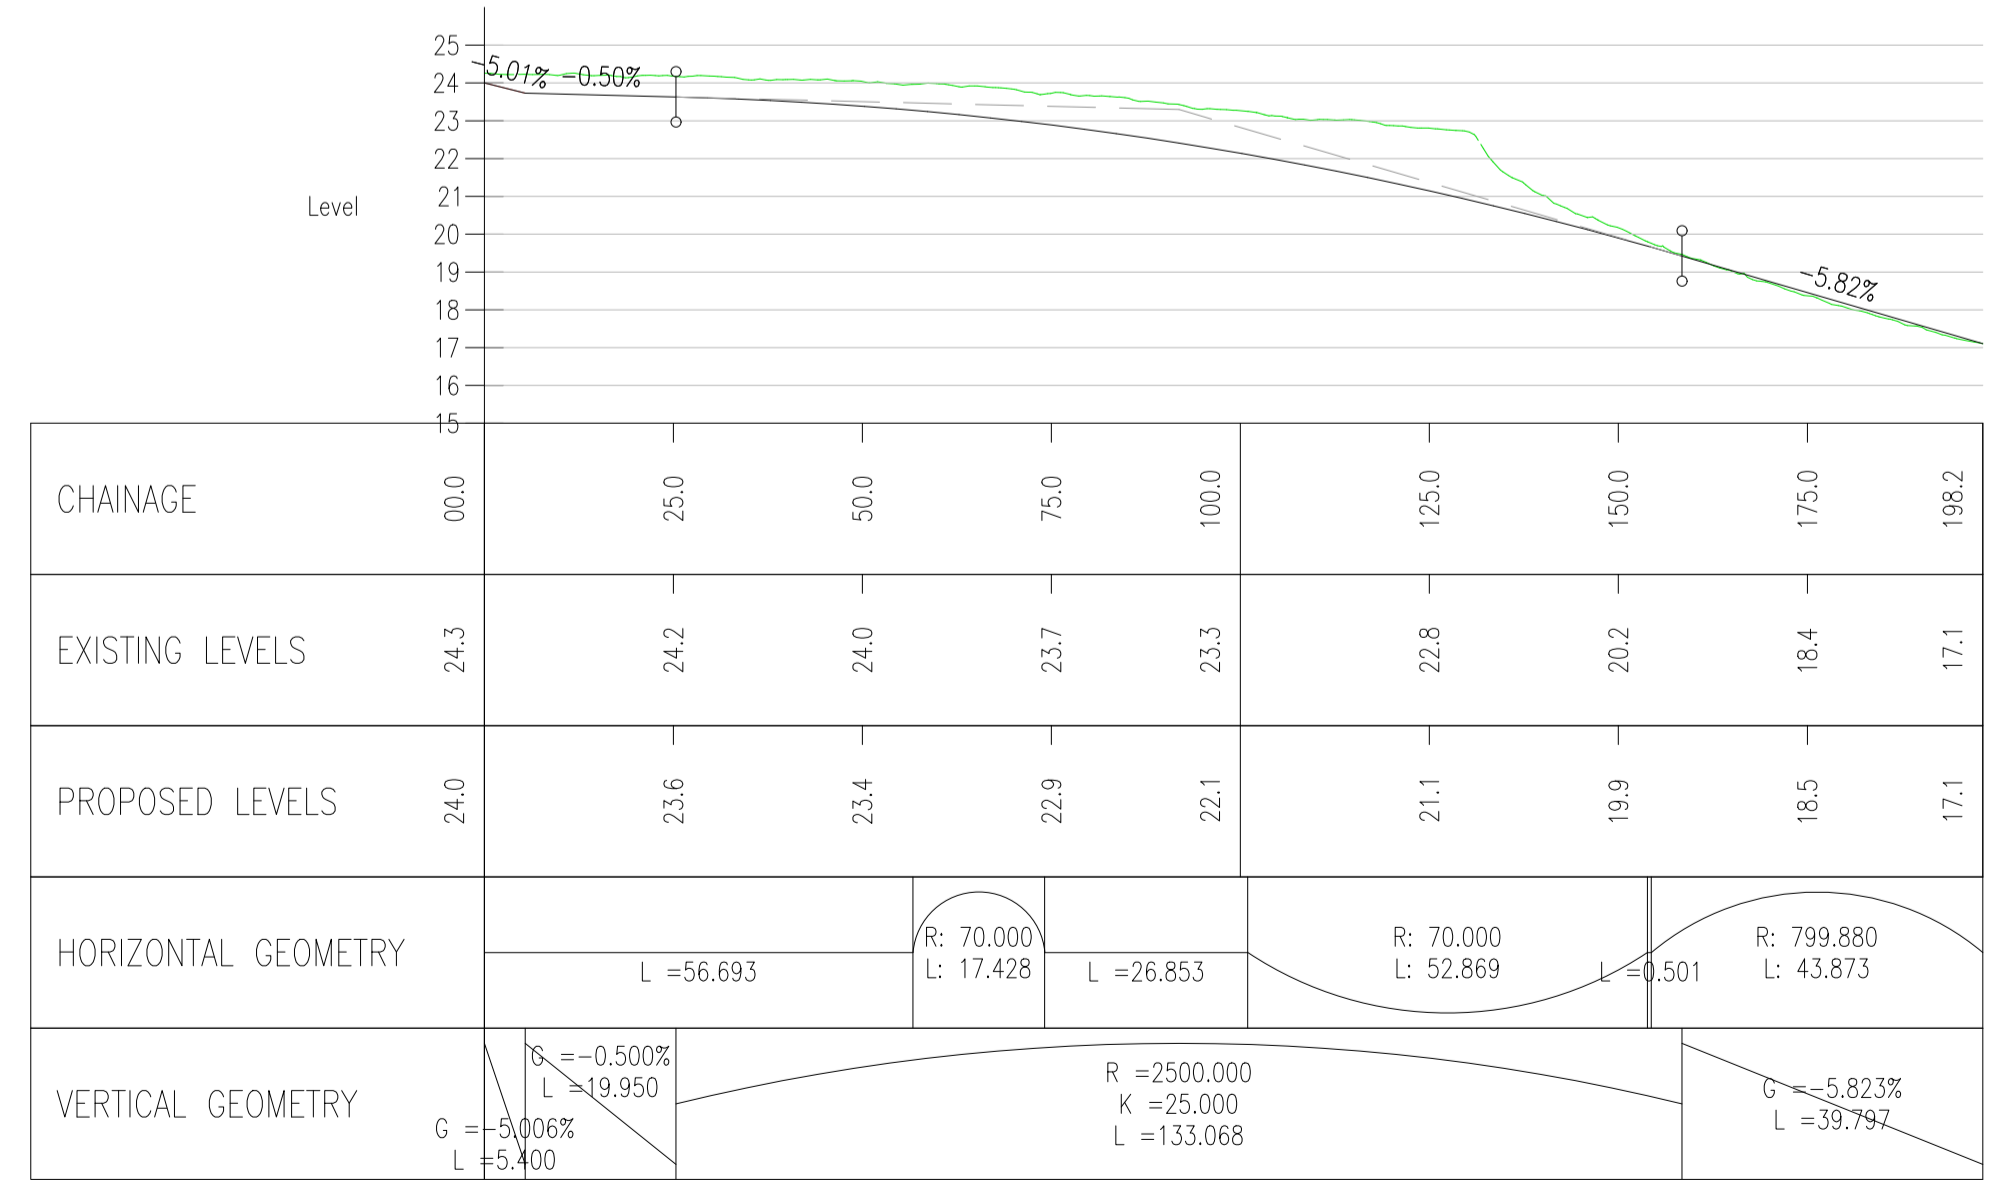 25
-5.01% -0.50%
24
23
22
21
Level
20
19
-5.82%
18
17
16
15
CHAINAGE 00.0 25.0 50.0 75.0 100.0 125.0 150.0 175.0 198.2
EXISTING LEVELS 24.3 24.2 24.0 23.7 23.3 22.8 20.2 18.4 17.1
PROPOSED LEVELS 24.0 23.6 23.4 22.9 22.1 21.1 19.9 18.5 17.1
HORIZONTAL GEOMETRY
L =56.693
R: 70.000
L: 17.428
L =26.853
R: 70.000
L: 52.869
L =0.501
R: 799.880
L: 43.873
VERTICAL GEOMETRY
G =-5.006%
L =5.400
G =-0.500%
L =19.950
R =2500.000
K =25.000
L =133.068
G =-5.823%
L =39.797